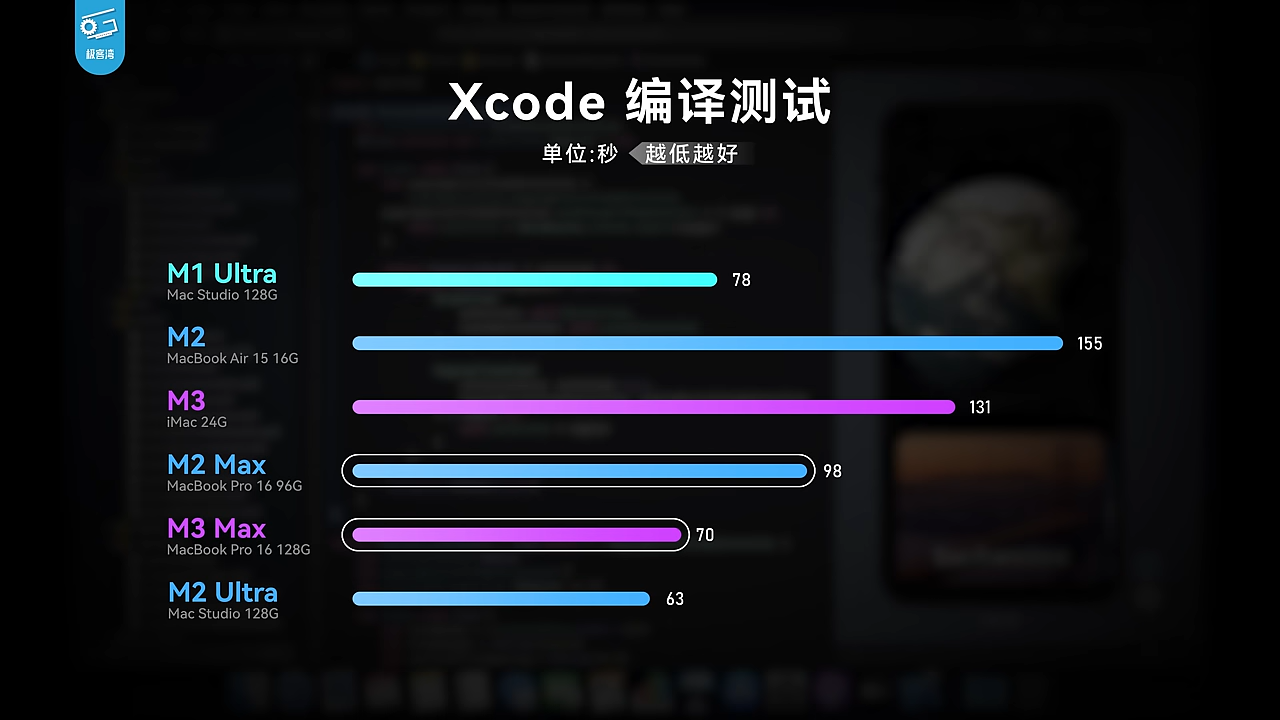 极客湾
Xcode 编译测试
单位:秒 越低越好
M1 Ultra
Mac Studio 128G
78
M2
MacBook Air 15 16G
155
M3
iMac 24G
131
M2 Max
MacBook Pro 16 96G
98
M3 Max
MacBook Pro 16 128G
70
M2 Ultra
Mac Studio 128G
63